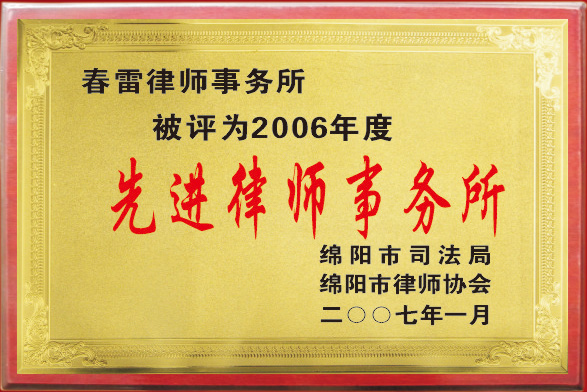 春雷律师事务所
被评为2006年度
先进律师事务所
绵阳市司法局
绵阳市律师协会
二〇〇七年一月